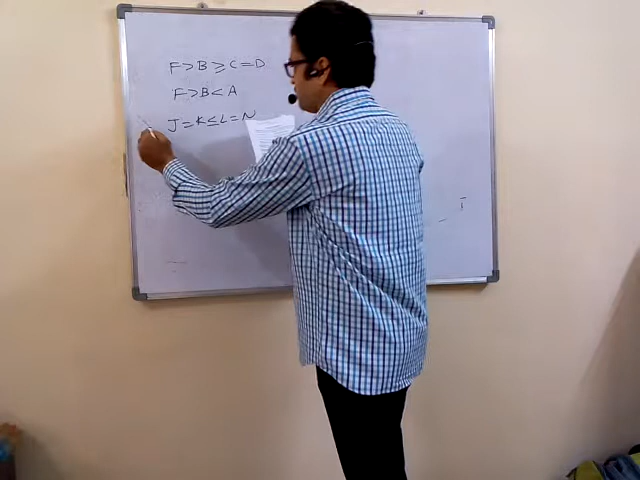 F > B ≥ C = D
F > B < A
J = K ≤ L = N